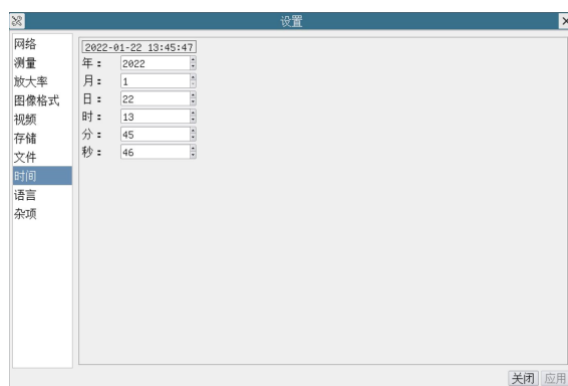 设置
网络
测量
放大率
图像格式
视频
存储
文件
时间
语言
杂项
2022-01-22 13:45:47
年： 2022
月： 1
日： 22
时： 13
分： 45
秒： 46
关闭 应用